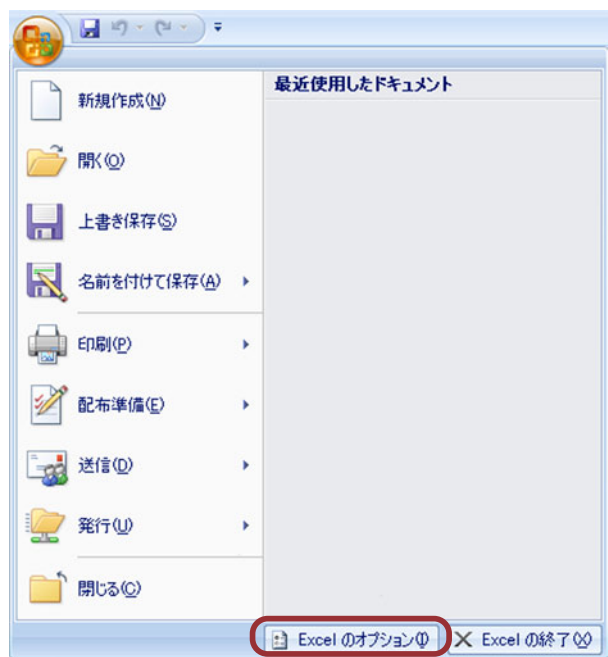 最近使用したドキュメント
新規作成(N)
開く(O)
上書き保存(S)
名前を付けて保存(A)
印刷(P)
配布準備(E)
送信(D)
発行(U)
閉じる(C)
Excel のオプション(I)
Excel の終了(X)